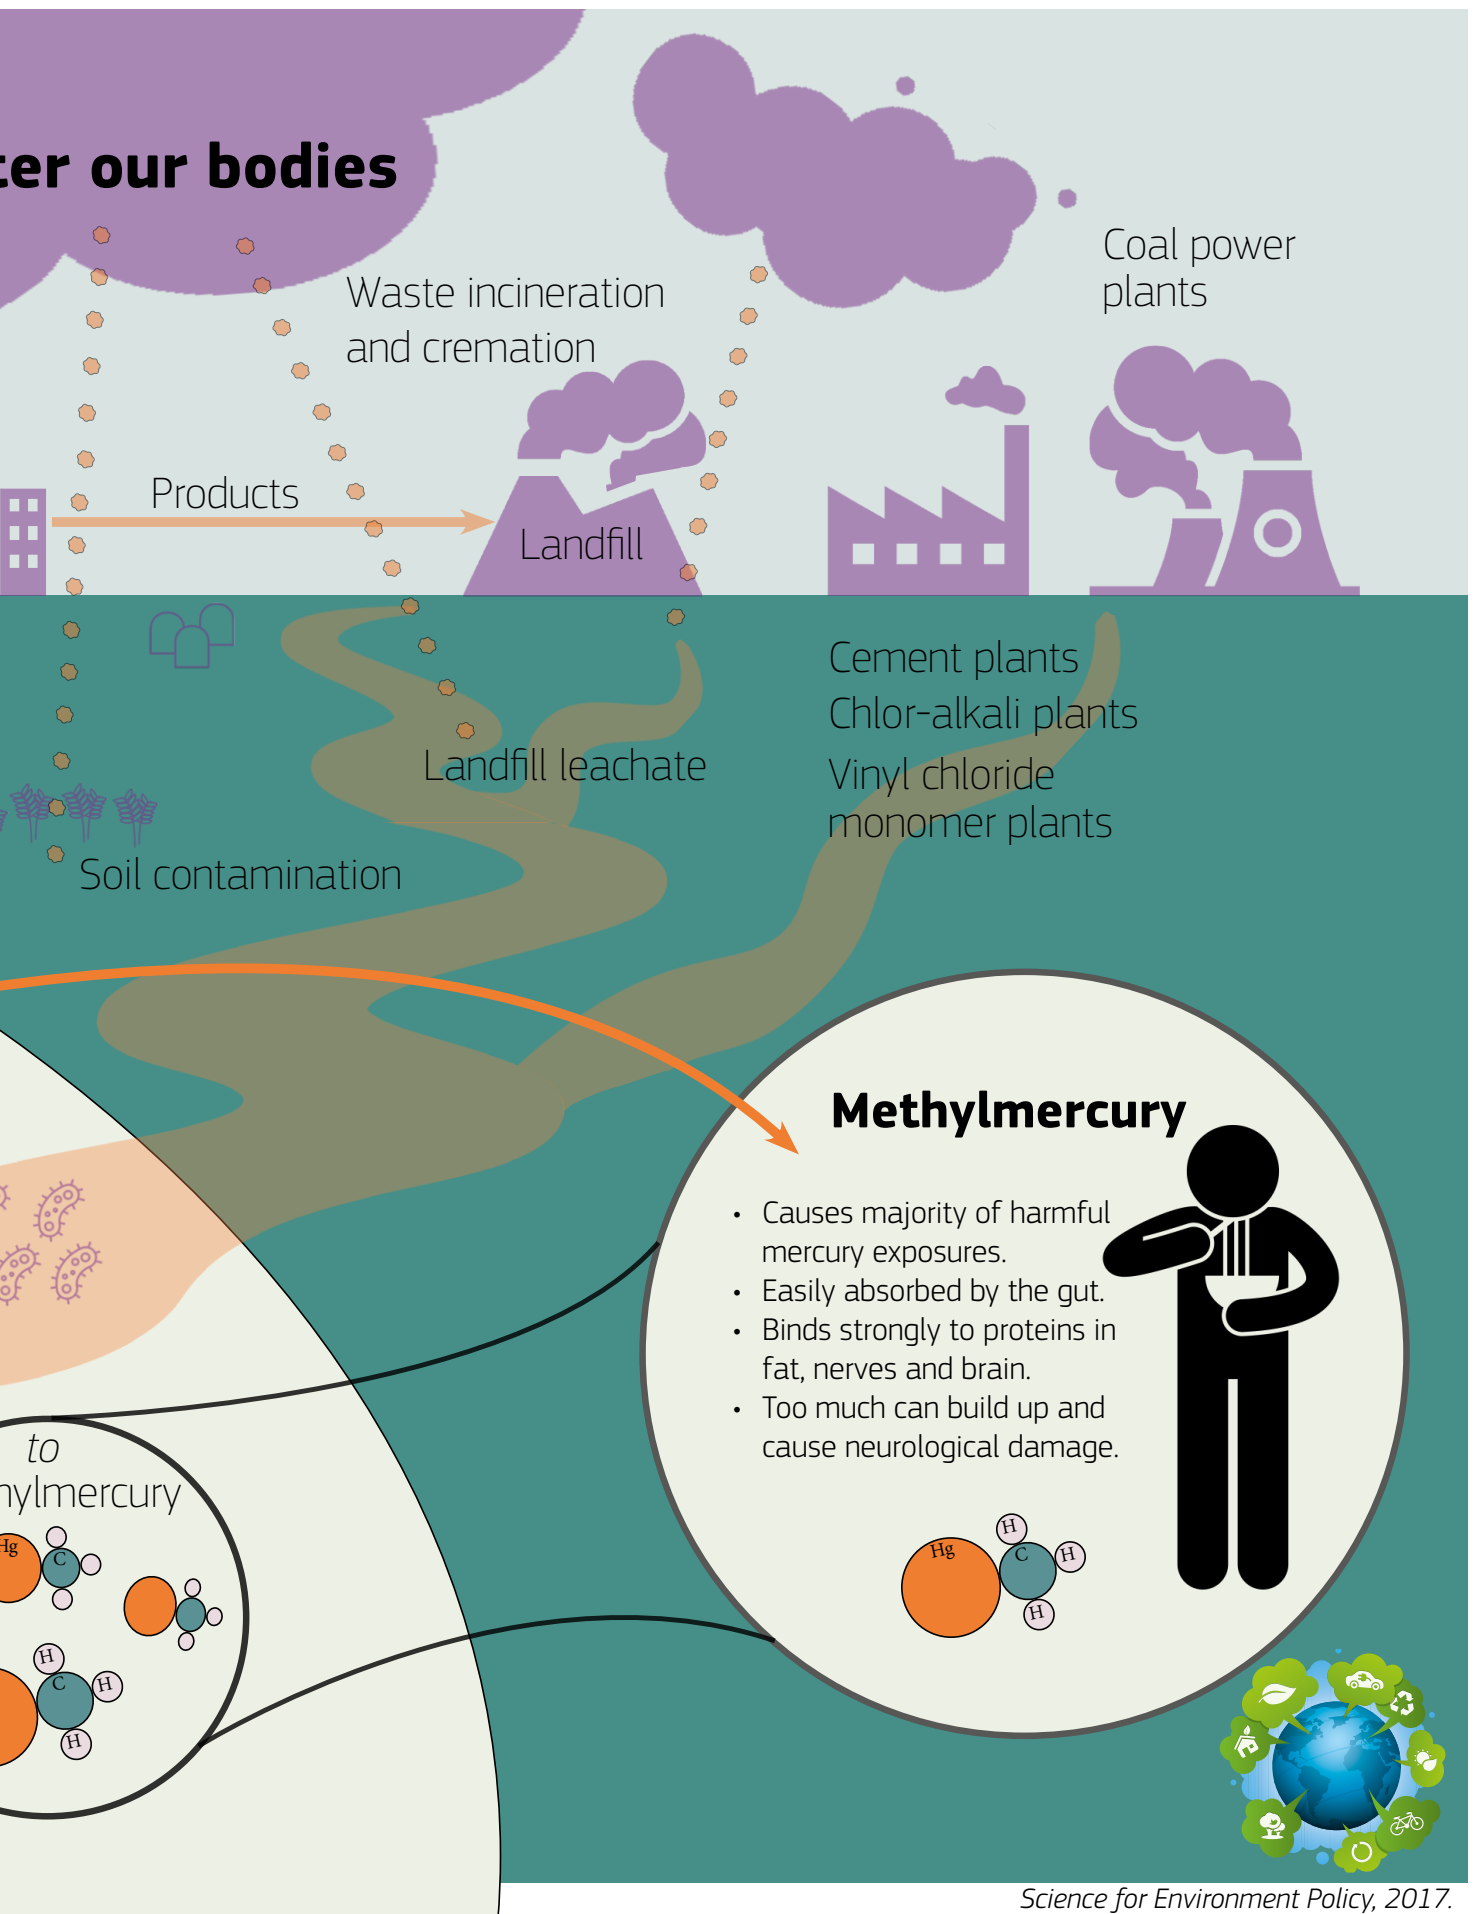 ter our bodies
Coal power
plants
Waste incineration
and cremation
Products
Landfill
Cement plants
Chlor-alkali plants
Vinyl chloride
monomer plants
Landfill leachate
Soil contamination
Methylmercury
• Causes majority of harmful
mercury exposures.
• Easily absorbed by the gut.
• Binds strongly to proteins in
fat, nerves and brain.
• Too much can build up and
cause neurological damage.
to
hylmercury
Hg
C
H
C
H
H
Hg
H
C
H
H
Science for Environment Policy, 2017.